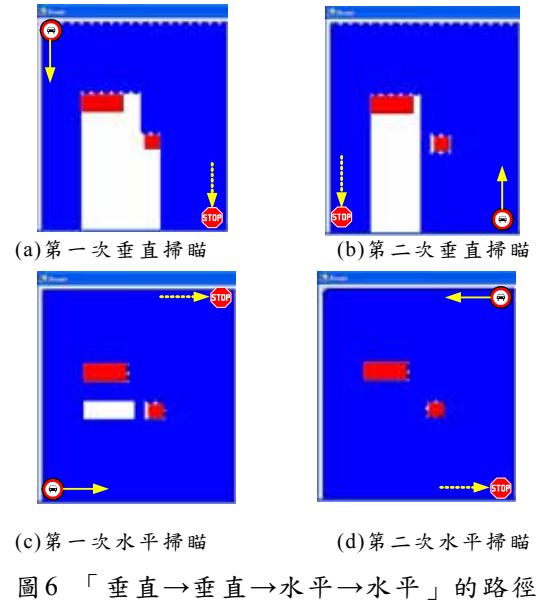 STOP
(a)第一次垂直掃瞄
STOP
(b)第二次垂直掃瞄
STOP
(c)第一次水平掃瞄
STOP
(d)第二次水平掃瞄
圖6 「垂直→垂直→水平→水平」的路徑